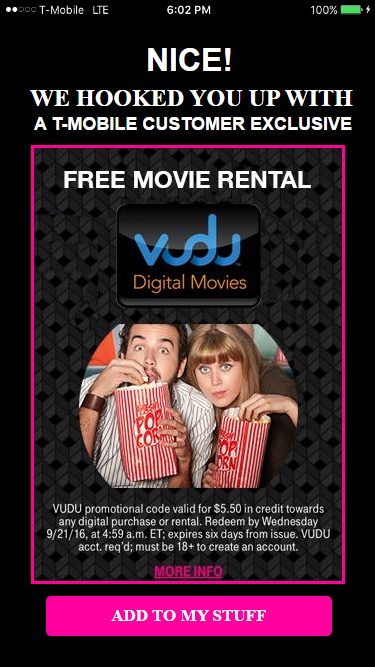 T-Mobile LTE 6:02 PM 100%
NICE!
WE HOOKED YOU UP WITH
A T-MOBILE CUSTOMER EXCLUSIVE
FREE MOVIE RENTAL
vudu
Digital Movies
FRESH POP CORN
FRESH POP CORN
VUDU promotional code valid for $5.50 in credit towards
any digital purchase or rental. Redeem by Wednesday
9/21/16, at 4:59 a.m. ET; expires six days from issue. VUDU
acct. req'd; must be 18+ to create an account.
MORE INFO
ADD TO MY STUFF